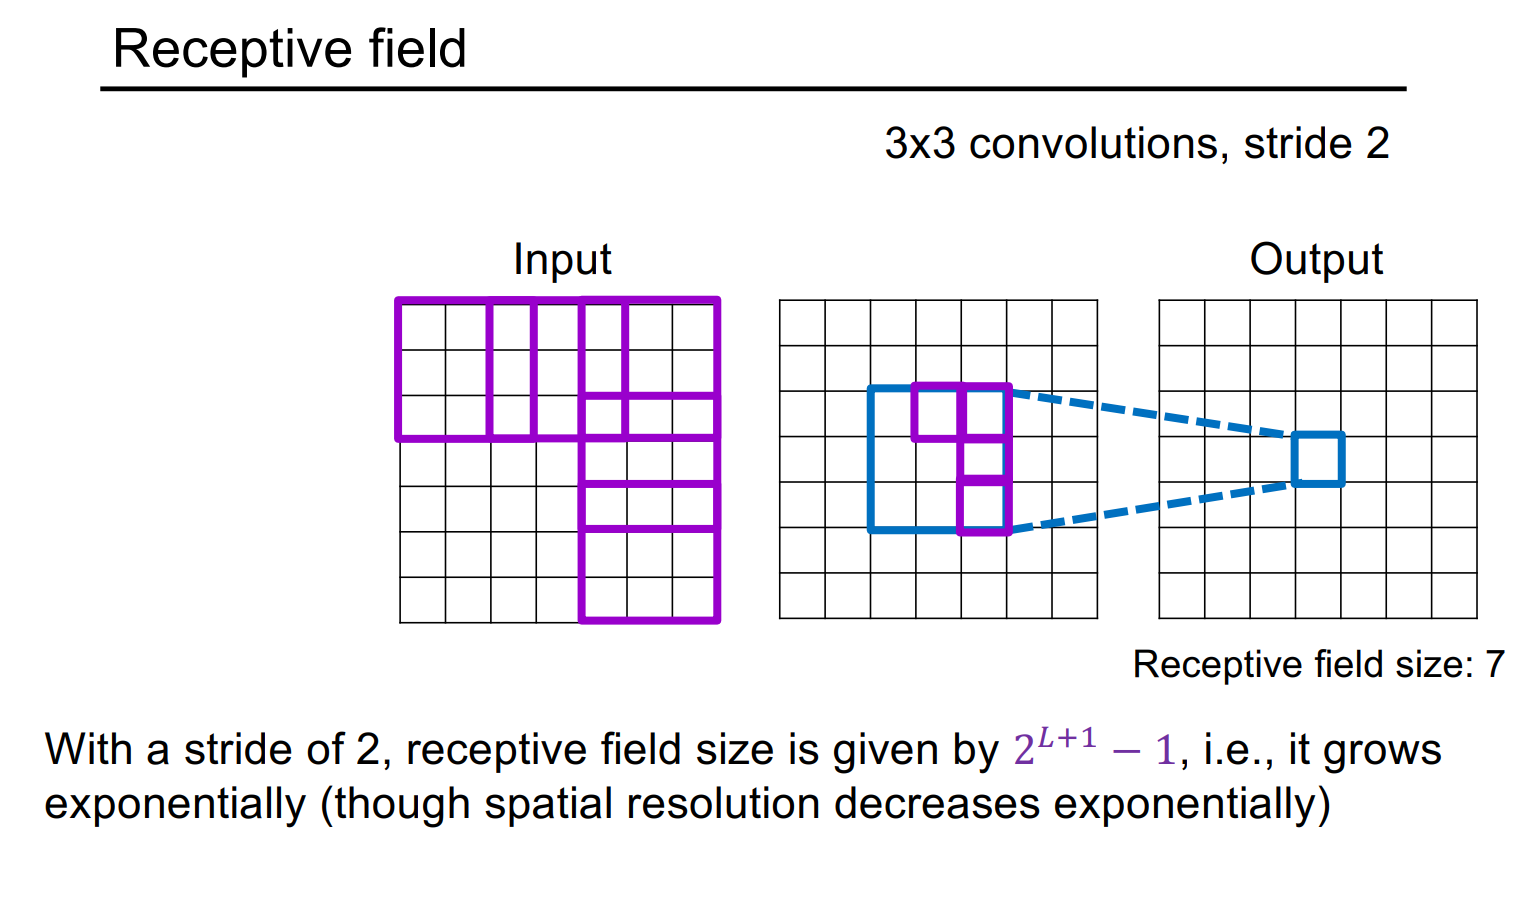 Receptive field
3x3 convolutions, stride 2
Input
Output
Receptive field size: 7
With a stride of 2, receptive field size is given by $2^{L+1} - 1$, i.e., it grows
exponentially (though spatial resolution decreases exponentially)